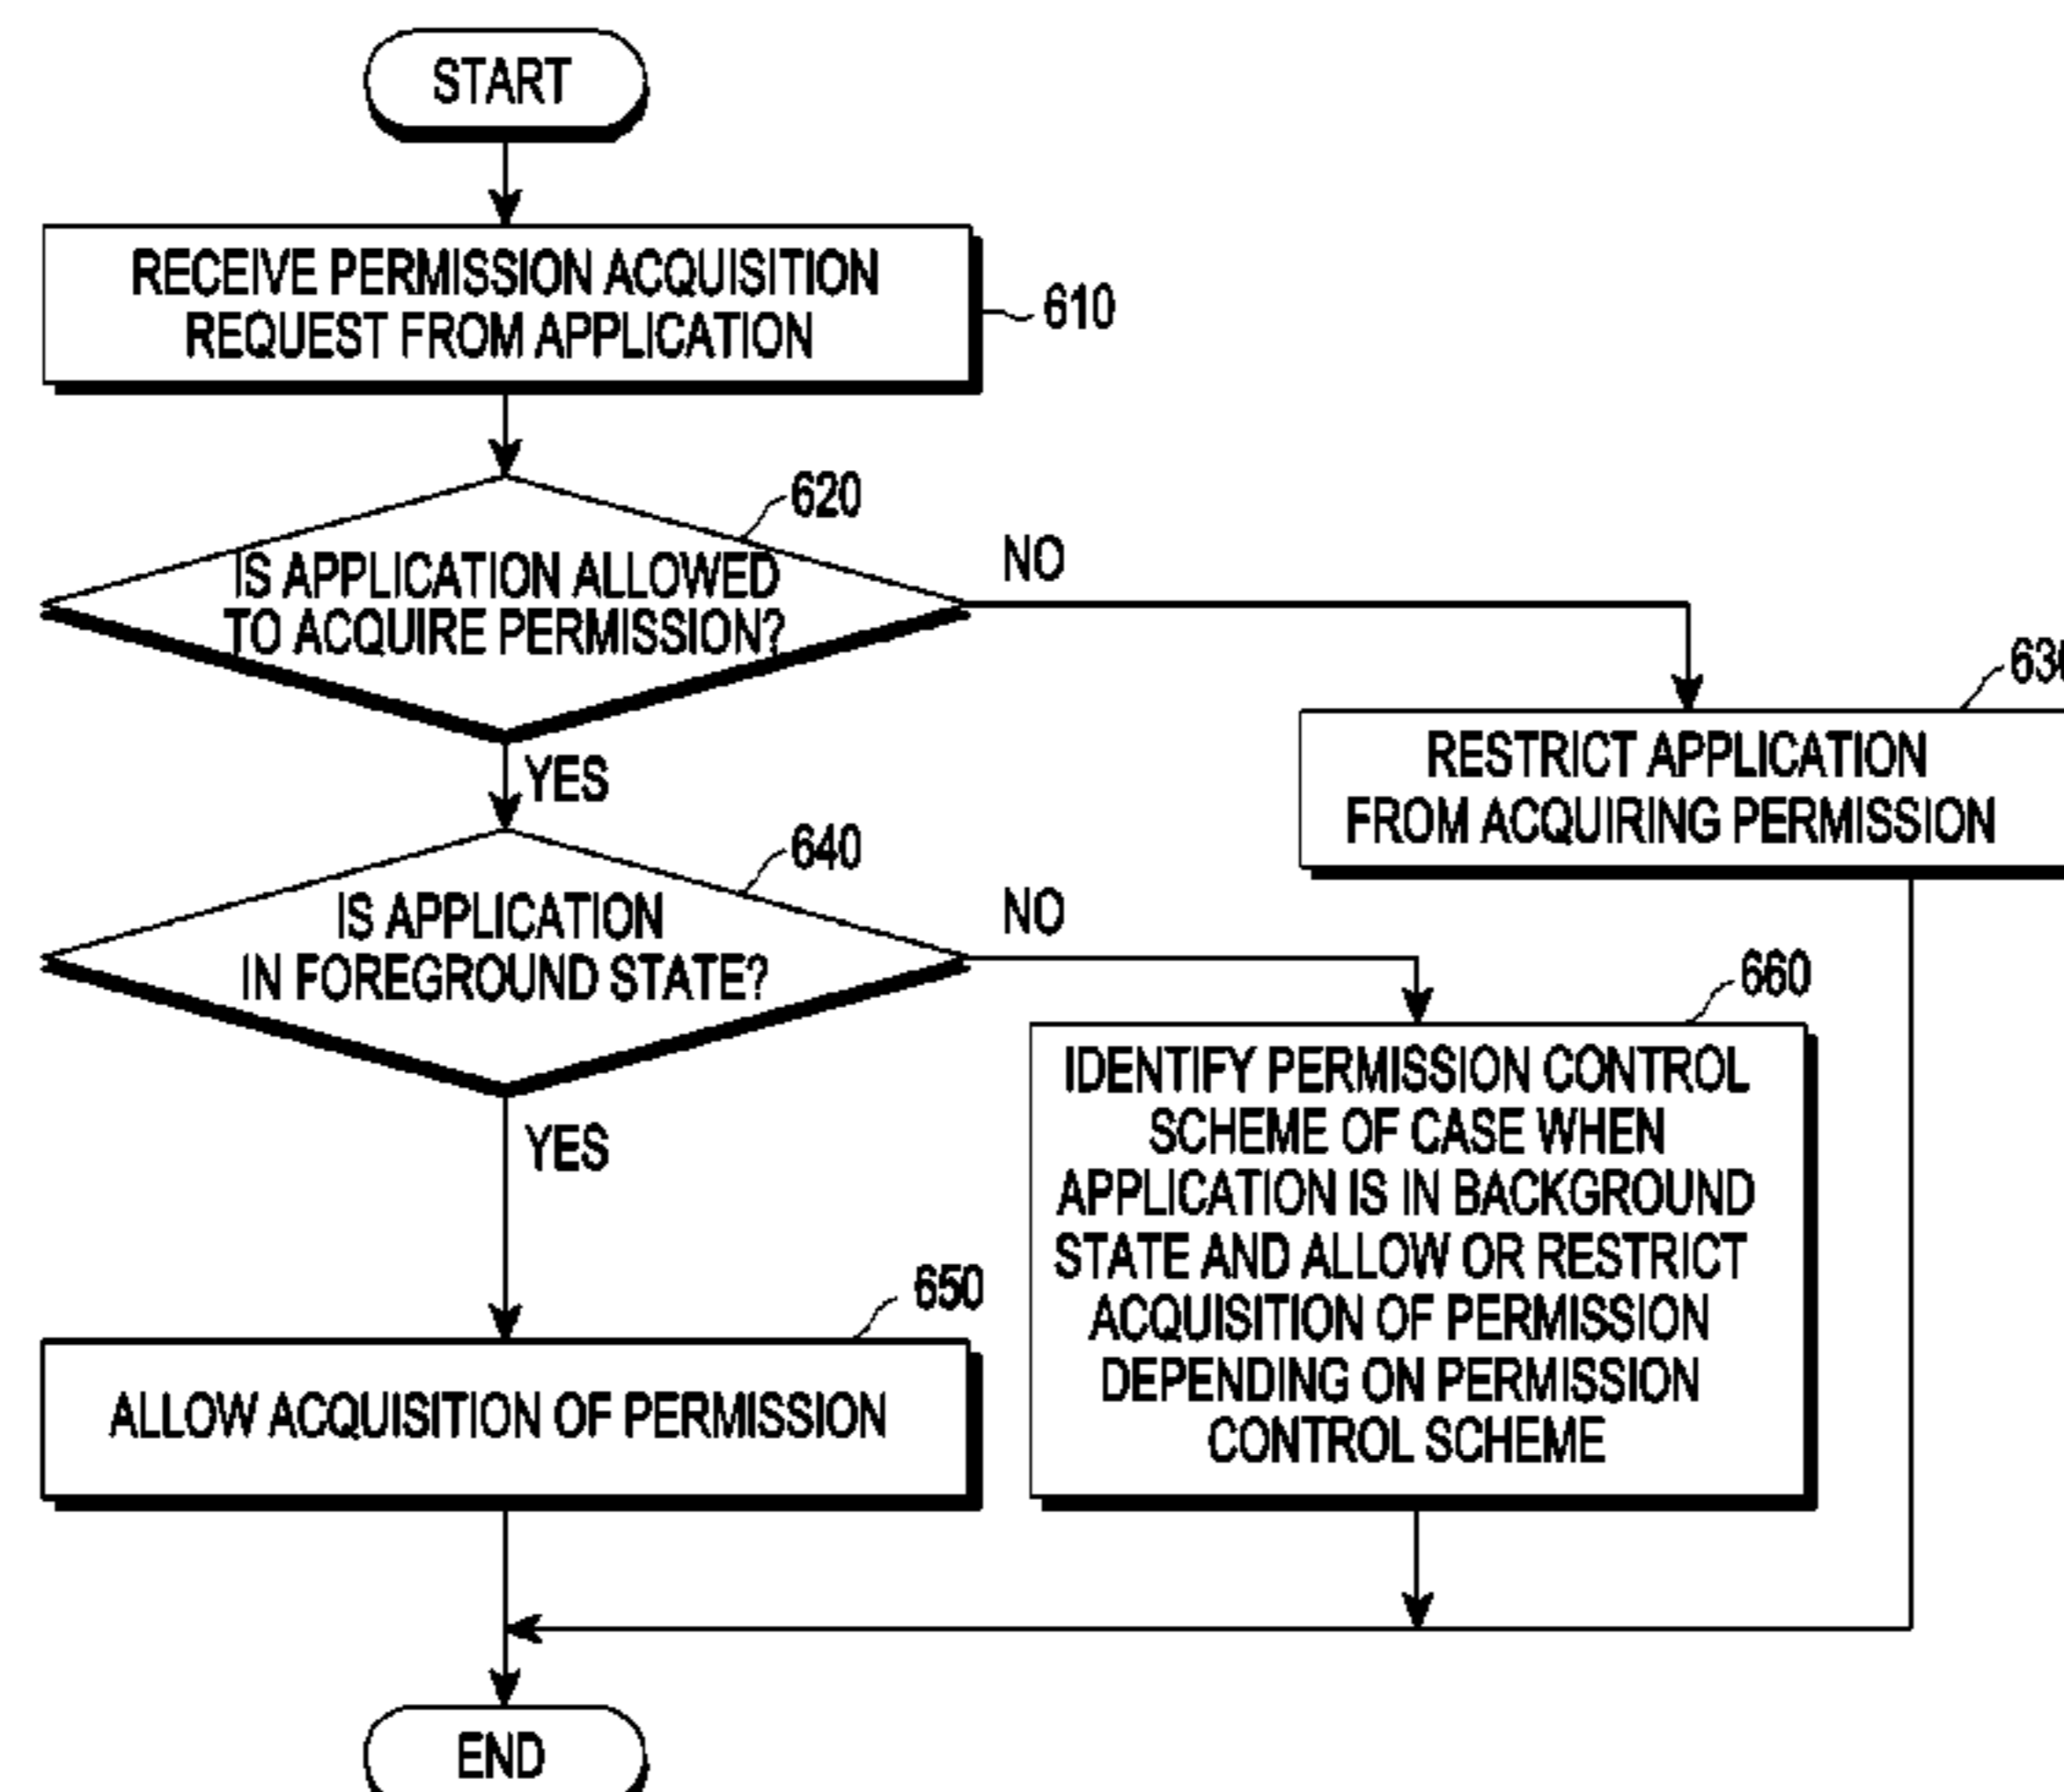 START
RECEIVE PERMISSION ACQUISITION
REQUEST FROM APPLICATION
610
620
IS APPLICATION ALLOWED
TO ACQUIRE PERMISSION?
NO
YES
630
RESTRICT APPLICATION
FROM ACQUIRING PERMISSION
640
IS APPLICATION
IN FOREGROUND STATE?
NO
YES
660
IDENTIFY PERMISSION CONTROL
SCHEME OF CASE WHEN
APPLICATION IS IN BACKGROUND
STATE AND ALLOW OR RESTRICT
ACQUISITION OF PERMISSION
DEPENDING ON PERMISSION
CONTROL SCHEME
650
ALLOW ACQUISITION OF PERMISSION
END